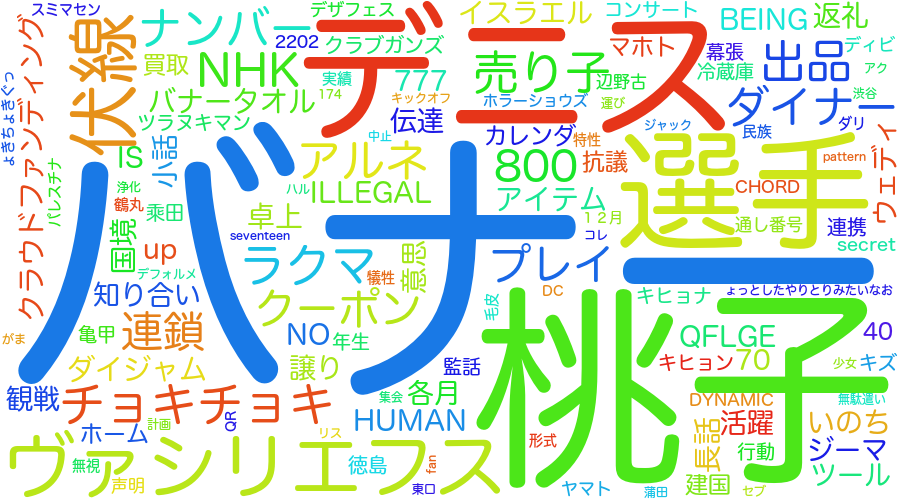 スミマセン
デザフェス
イスラエル
コンサート
BEING
返礼
ナンバー
2202
クラブガンズ
デニス
マホト
幕張
ディビ
出品
伏線
買取
NHK
実績
777
売り子
辺野古
冷蔵庫
アク
ょきちょきぐっ
クラウドファンディング
バナータオル
174
キックオフ
ホラーショウズ
運び
ダイナー
渋谷
ツラヌキマン
中止
伝達
カレンダ
特性
ジャック
民族
ダリ
IS
小話
アルネ
800
抗議
選手
pattern
ウェディ
パレスチナ
浄化
鶴丸
ハル
ILLEGAL
アイテム
CHORD
バナー
乗田
卓上
12月
通し番号
連携
国境
up
seventeen
コレ
secret
デフォルメ
ラクマ
意思
犠牲
プレイ
知り合い
クーポン
毛皮
DC
キヒョナ
ょっとしたやりとりみたいなお
がま
亀甲
連鎖
NO
年生
桃子
QFLGE
40
ダイジャム
譲り
監話
キヒョン
70
少女
キズ
観戦
チョキチョキ
集会
各月
DYNAMIC
無駄遣い
ホーム
計画
QR
HUMAN
形式
長話
活躍
いのち
ヴァシリエフス
リス
行動
ジーマ
無視
声明
徳島
fan
東口
ヤマト
蒲田
建国
セブ
ツール